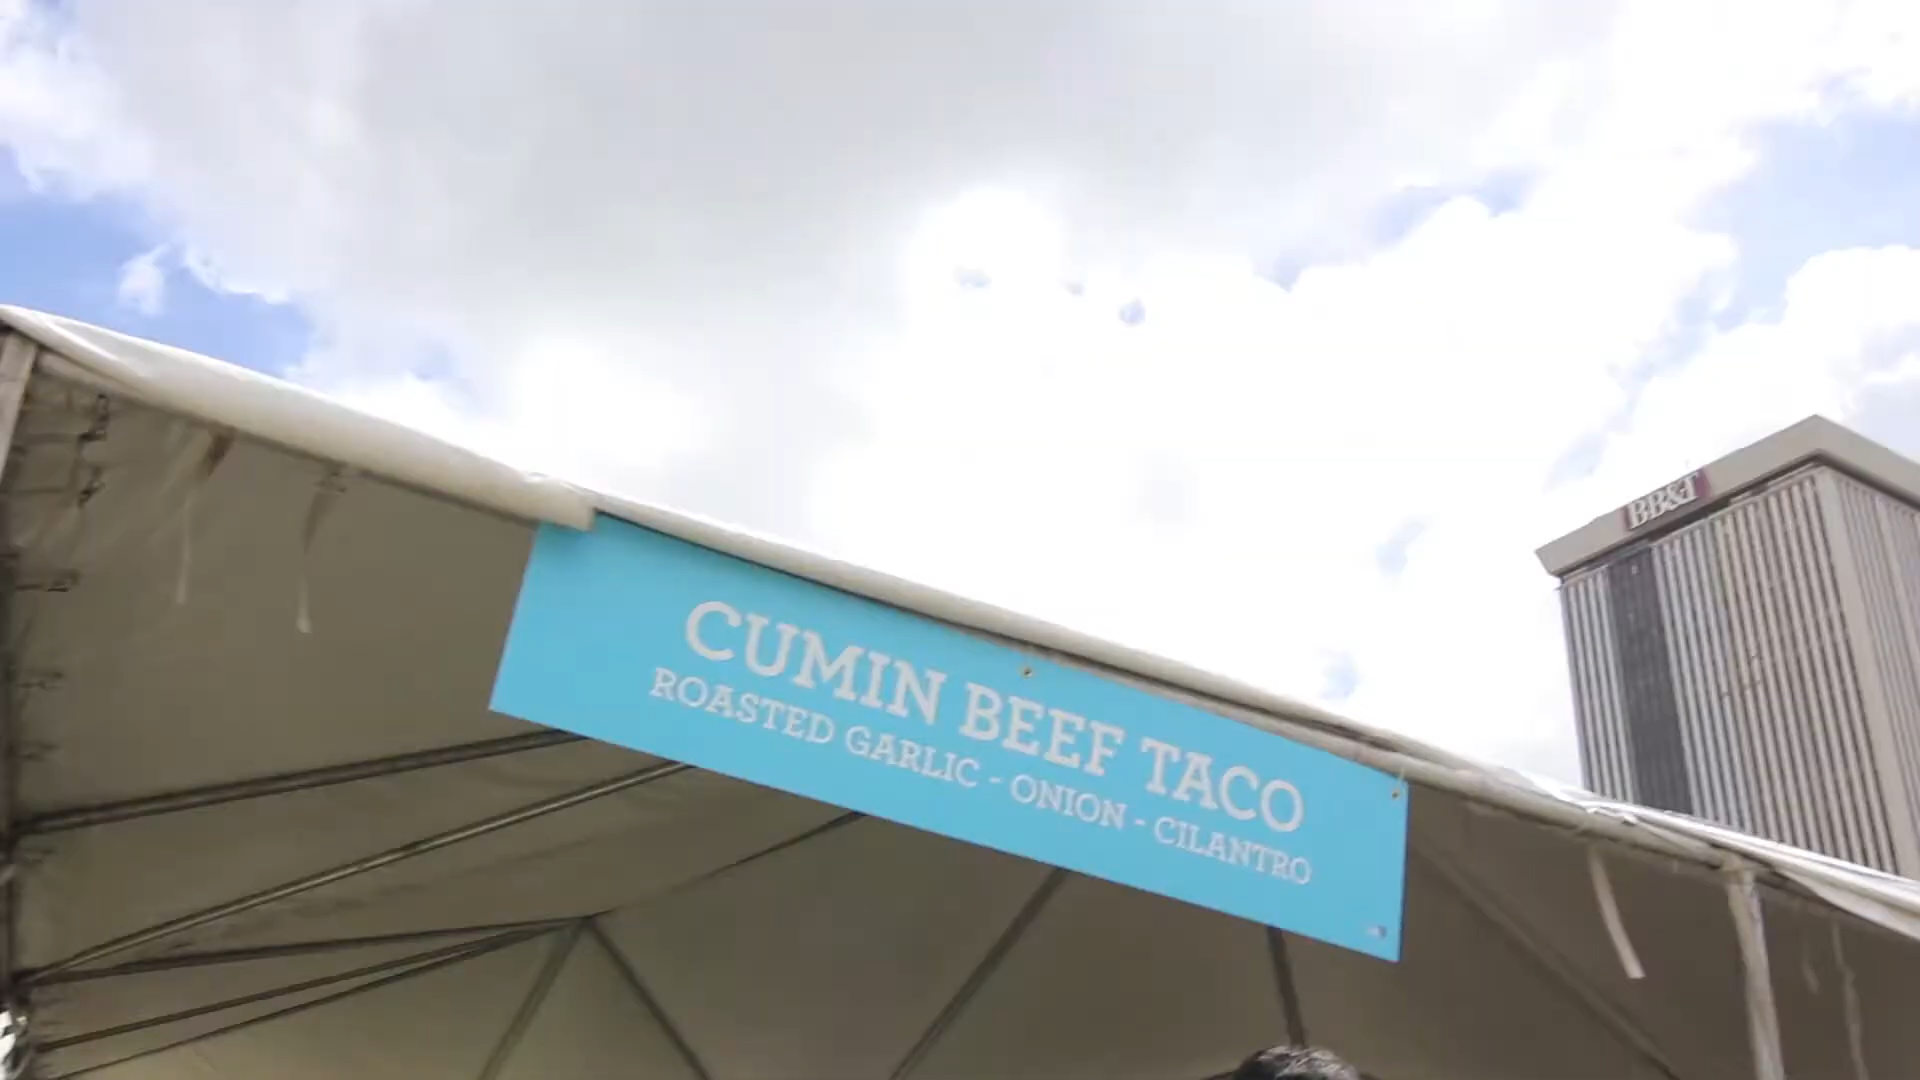 BB&T
CUMIN BEEF TACO
ROASTED GARLIC - ONION - CILANTRO